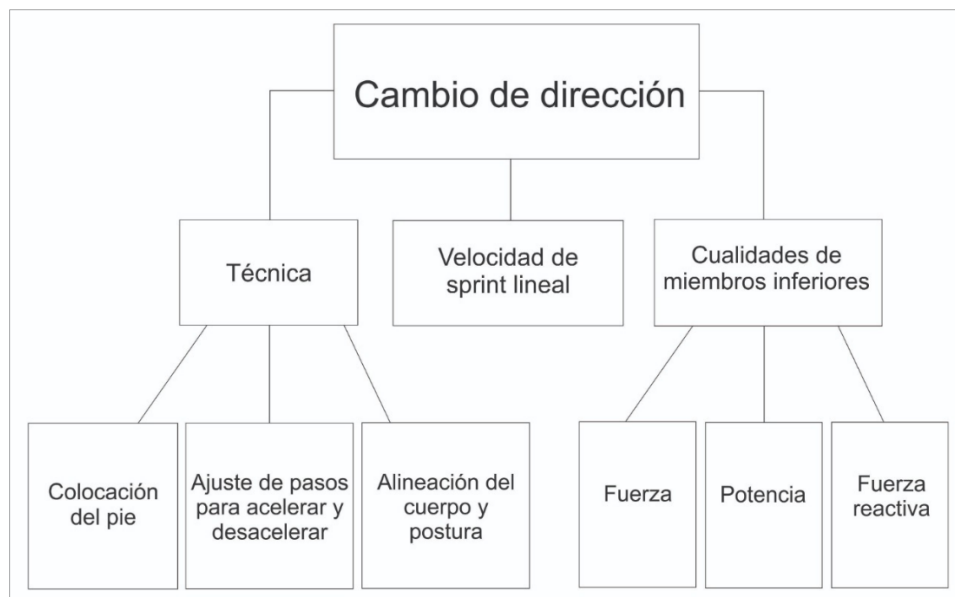 Cambio de dirección
Técnica
Velocidad de
sprint lineal
Cualidades de
miembros inferiores
Colocación
del pie
Ajuste de pasos
para acelerar y
desacelerar
Alineación del
cuerpo y
postura
Fuerza
Potencia
Fuerza
reactiva